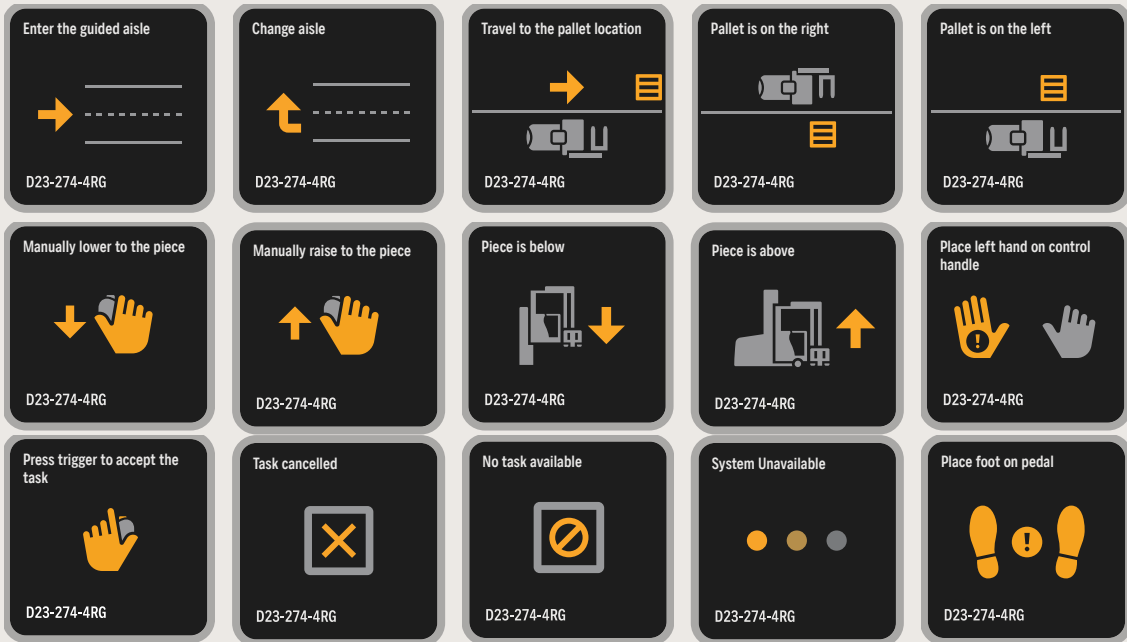 Enter the guided aisle
D23-274-4RG
Change aisle
D23-274-4RG
Travel to the pallet location
D23-274-4RG
Pallet is on the right
D23-274-4RG
Pallet is on the left
D23-274-4RG
Manually lower to the piece
D23-274-4RG
Manually raise to the piece
D23-274-4RG
Piece is below
D23-274-4RG
Piece is above
D23-274-4RG
Place left hand on control
handle
D23-274-4RG
Press trigger to accept the
task
D23-274-4RG
Task cancelled
D23-274-4RG
No task available
D23-274-4RG
System Unavailable
D23-274-4RG
Place foot on pedal
D23-274-4RG